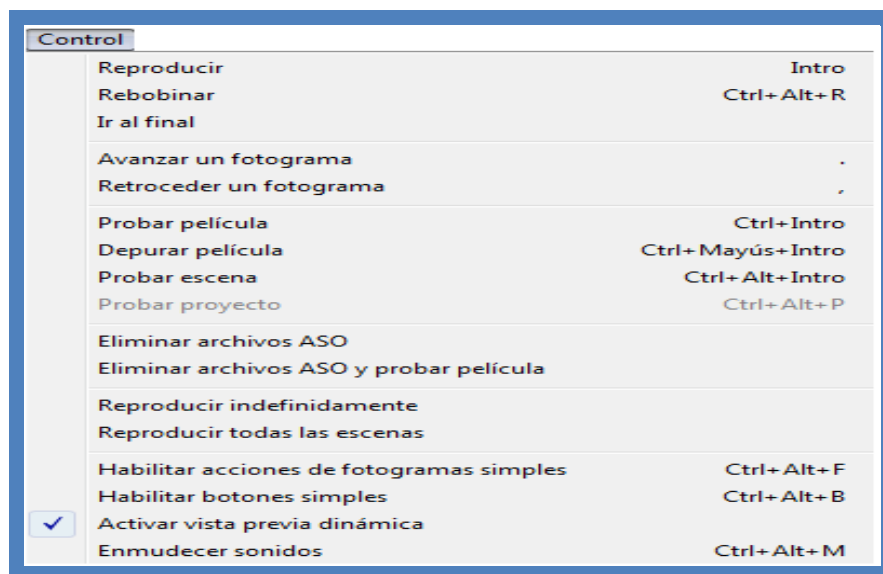 Control
Reproducir Intro
Rebobinar Ctrl+Alt+R
Ir al final
Avanzar un fotograma .
Retroceder un fotograma ,
Probar película Ctrl+Intro
Depurar película Ctrl+Mayús+Intro
Probar escena Ctrl+Alt+Intro
Probar proyecto Ctrl+Alt+P
Eliminar archivos ASO
Eliminar archivos ASO y probar película
Reproducir indefinidamente
Reproducir todas las escenas
Habilitar acciones de fotogramas simples Ctrl+Alt+F
Habilitar botones simples Ctrl+Alt+B
Activar vista previa dinámica
Enmudecer sonidos Ctrl+Alt+M